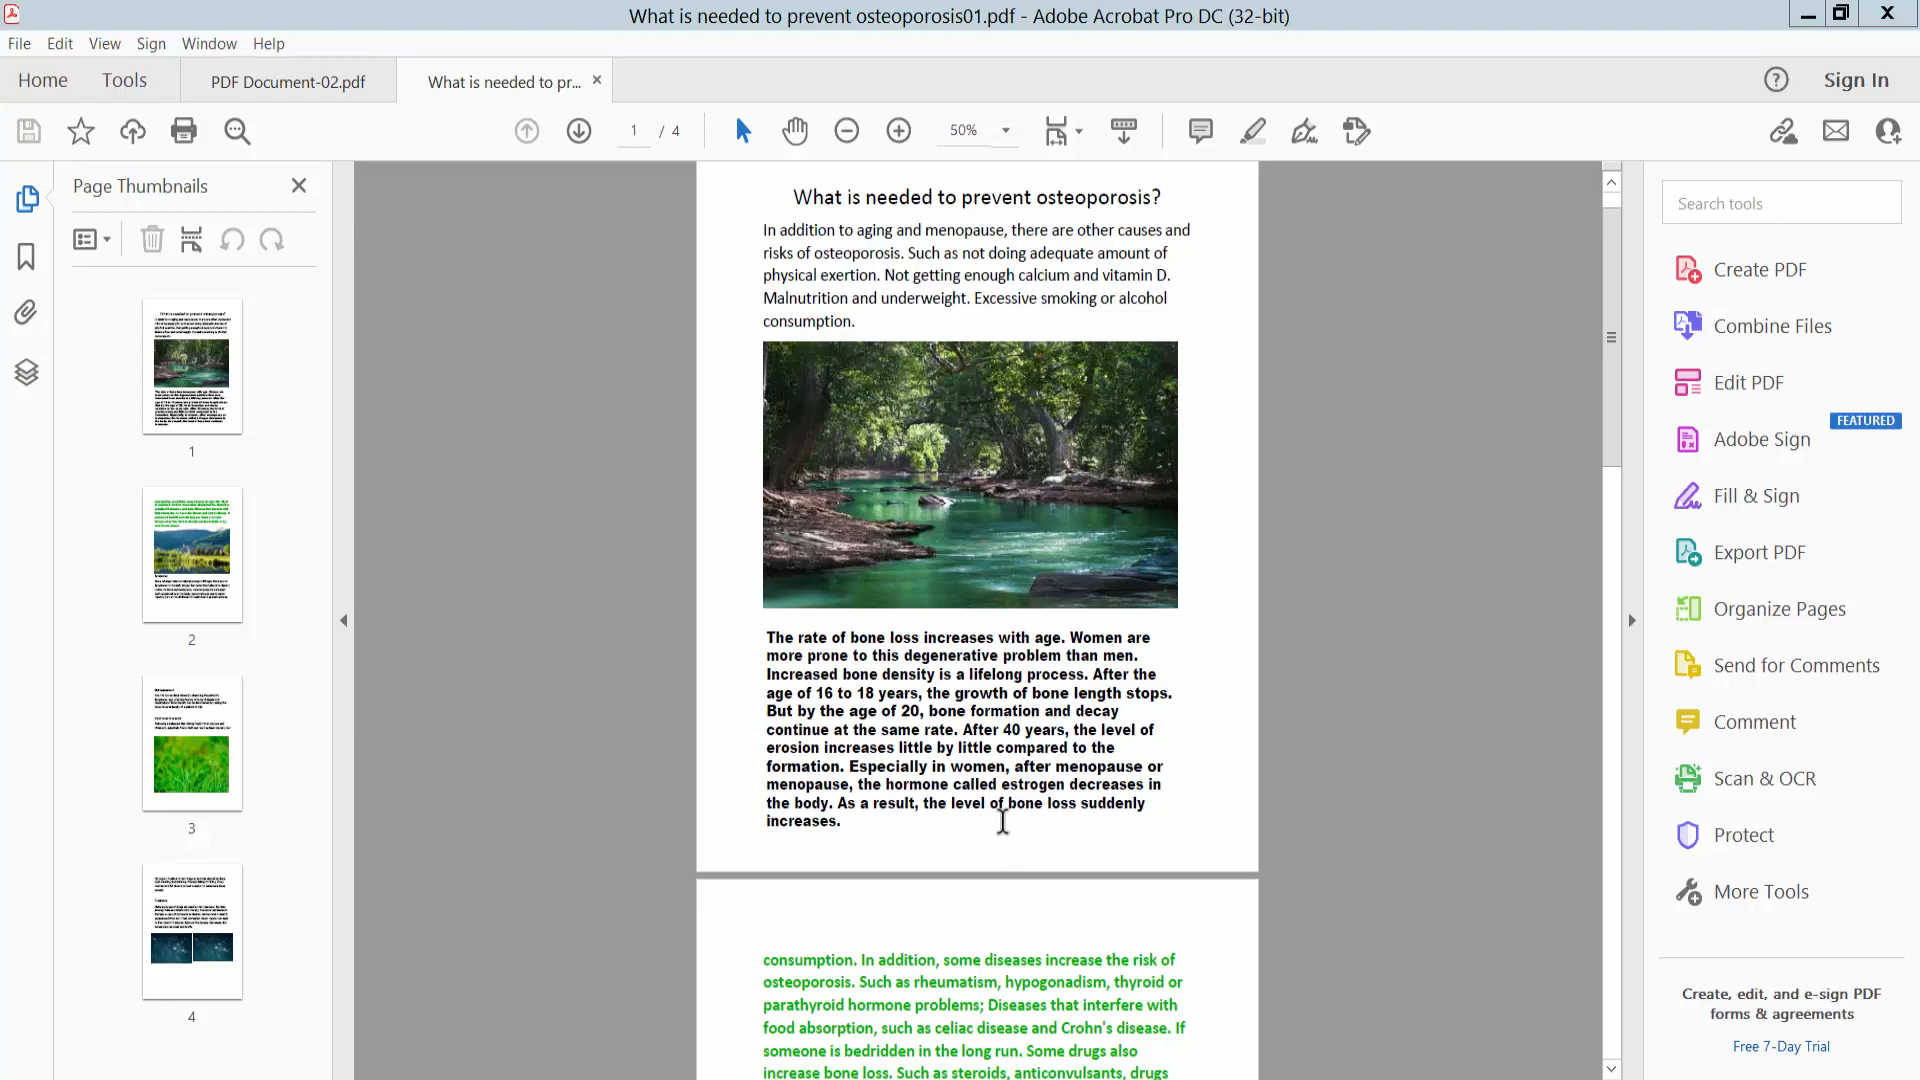 What is needed to prevent osteoporosis01.pdf - Adobe Acrobat Pro DC (32-bit)
File Edit View Sign Window Help
Home Tools PDF Document-02.pdf What is needed to pr... Sign In
1 / 4 50%
Page Thumbnails
1
2
3
4
What is needed to prevent osteoporosis?
In addition to aging and menopause, there are other causes and
risks of osteoporosis. Such as not doing adequate amount of
physical exertion. Not getting enough calcium and vitamin D.
Malnutrition and underweight. Excessive smoking or alcohol
consumption.
The rate of bone loss increases with age. Women are
more prone to this degenerative problem than men.
Increased bone density is a lifelong process. After the
age of 16 to 18 years, the growth of bone length stops.
But by the age of 20, bone formation and decay
continue at the same rate. After 40 years, the level of
erosion increases little by little compared to the
formation. Especially in women, after menopause or
menopause, the hormone called estrogen decreases in
the body. As a result, the level of bone loss suddenly
increases.
consumption. In addition, some diseases increase the risk of
osteoporosis. Such as rheumatism, hypogonadism, thyroid or
parathyroid hormone problems; Diseases that interfere with
food absorption, such as celiac disease and Crohn's disease. If
someone is bedridden in the long run. Some drugs also
increase bone loss. Such as steroids, anticonvulsants, drugs
Search tools
Create PDF
Combine Files
Edit PDF
FEATURED
Adobe Sign
Fill & Sign
Export PDF
Organize Pages
Send for Comments
Comment
Scan & OCR
Protect
More Tools
Create, edit, and e-sign PDF
forms & agreements
Free 7-Day Trial